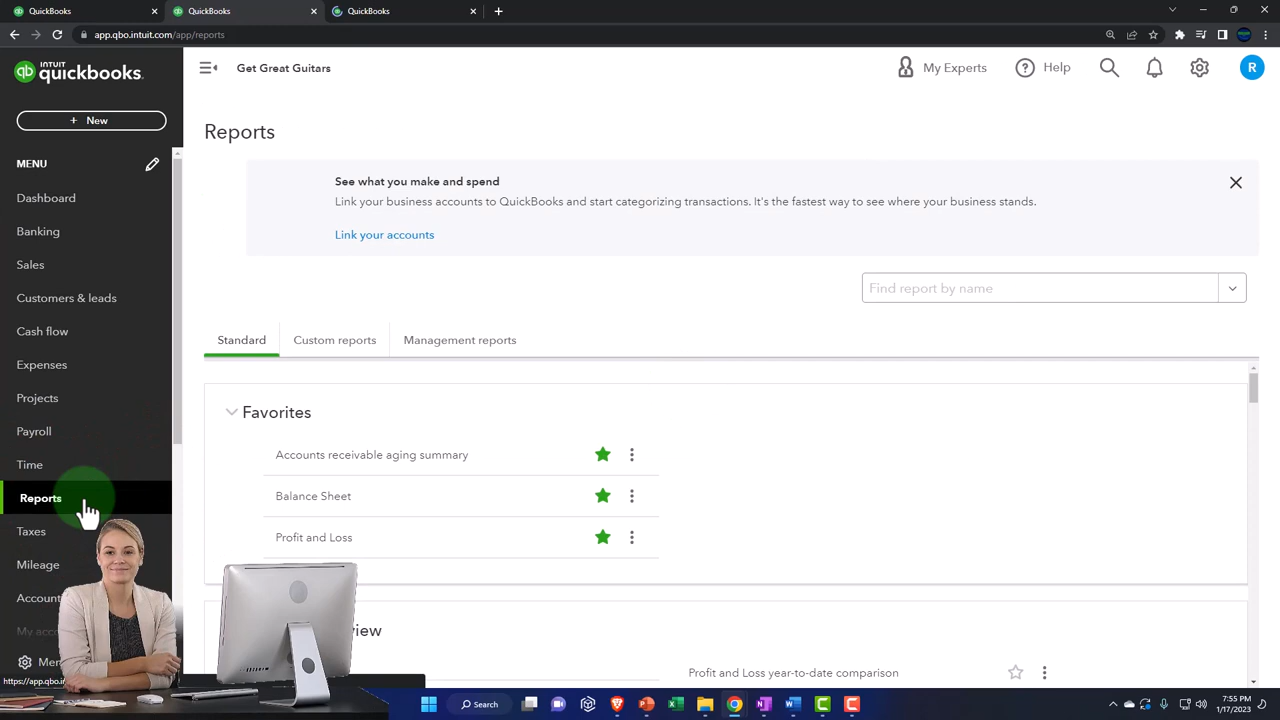 QuickBooks
QuickBooks
QuickBooks
app.qbo.intuit.com/app/reports
INTUIT
quickbooks.
Get Great Guitars
My Experts
Help
R
+ New
MENU
Dashboard
Banking
Sales
Customers & leads
Cash flow
Expenses
Projects
Payroll
Time
Reports
Taxes
Mileage
Reports
See what you make and spend
Link your business accounts to QuickBooks and start categorizing transactions. It's the fastest way to see where your business stands.
Link your accounts
Find report by name
Standard
Custom reports
Management reports
Favorites
Accounts receivable aging summary
Balance Sheet
Profit and Loss
Profit and Loss year-to-date comparison
Search
7:55 PM
1/17/2023